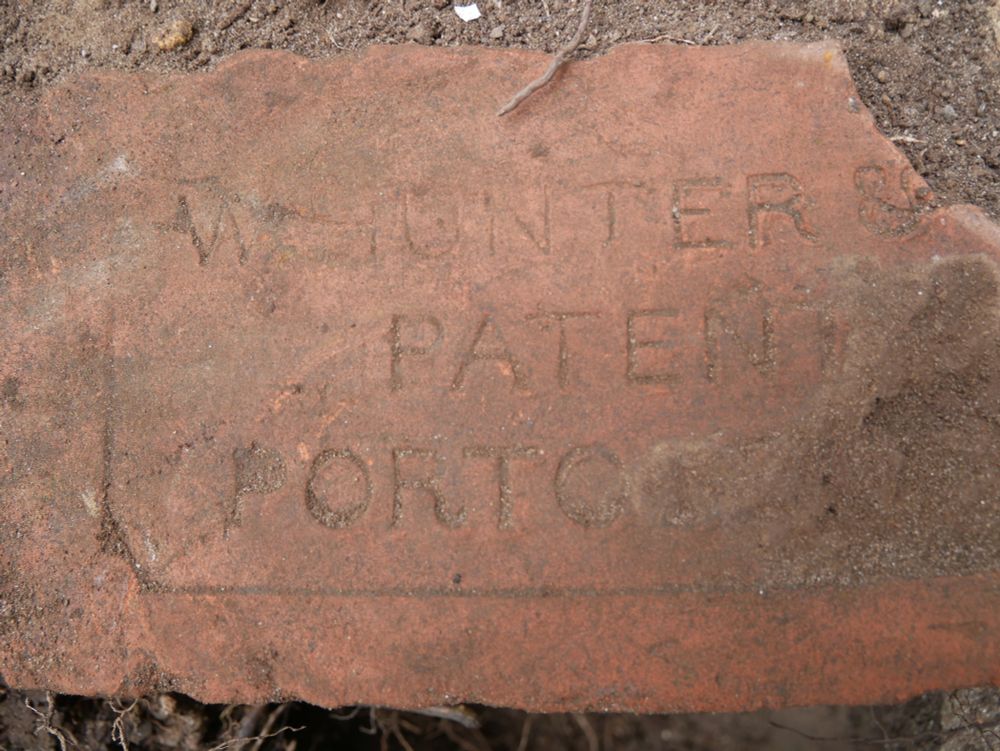 W. HUNTER &
PATENT
PORTO